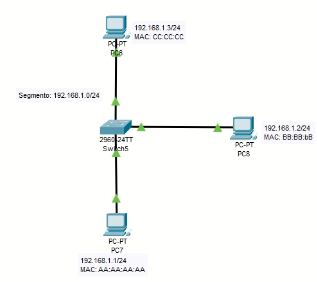 192.168.1.3/24
MAC: CC:CC:CC
PC-PT
PC6
Segmento: 192.168.1.0/24
2960-24TT
Switch5
192.168.1.2/24
MAC: BB:BB:bB
PC-PT
PC8
PC-PT
PC7
192.168.1.1/24
MAC: AA:AA:AA:AA